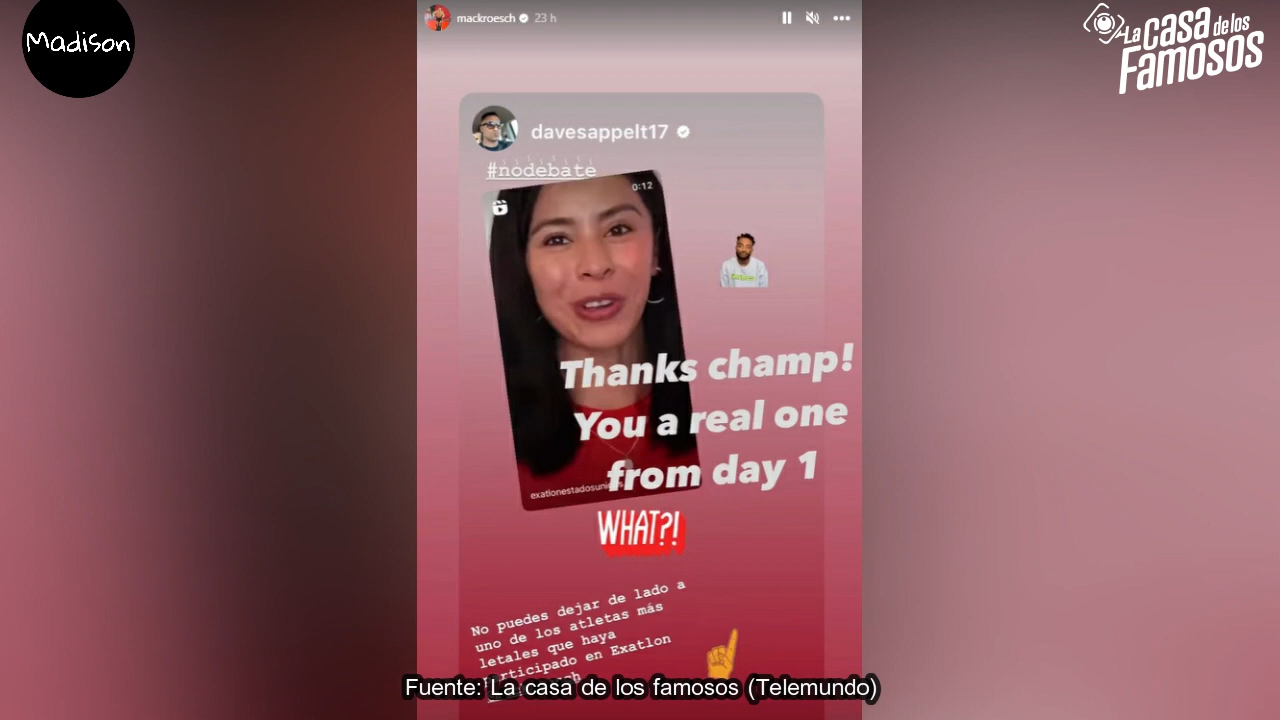 Madison
mackroesch 23 h
La casa de los
Famosos
davesappelt17
#nodebate
0:12
Thanks champ!
You a real one
from day 1
WHAT?!
No puedes dejar de lado a
uno de los atletas más
letales que haya
participado en Exatlon
Fuente: La casa de los famosos (Telemundo)